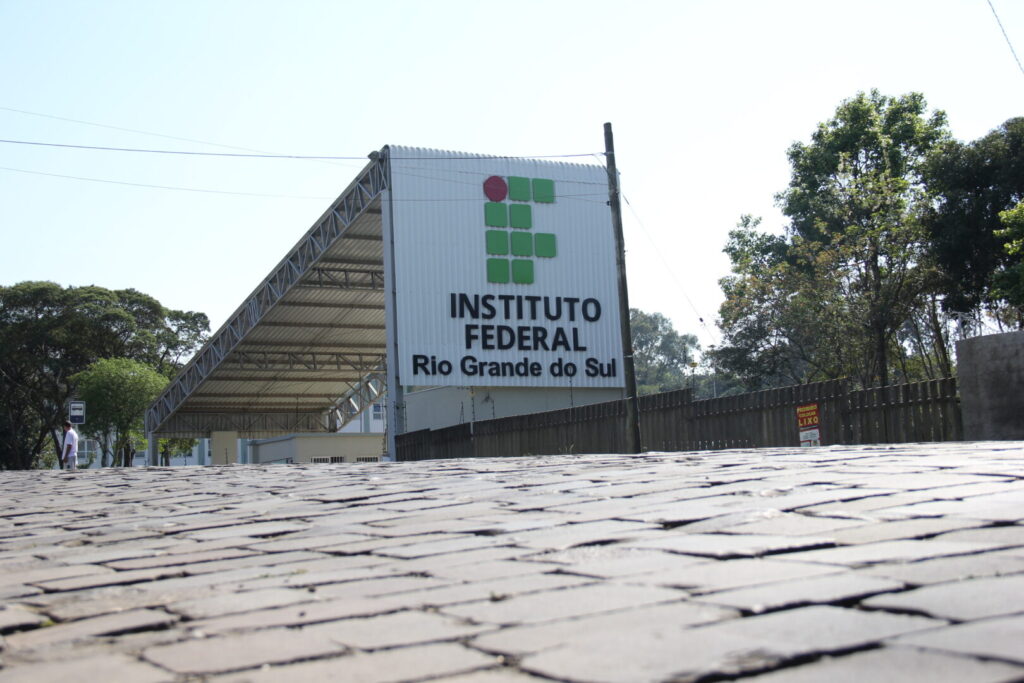 INSTITUTO
FEDERAL
Rio Grande do Sul
LIXO